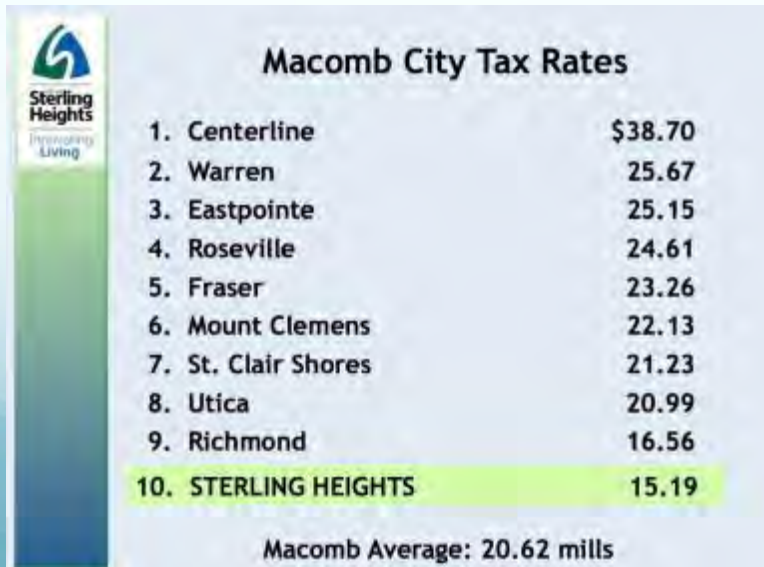 Sterling
Heights
Innovating
Living
Macomb City Tax Rates
1. Centerline $38.70
2. Warren 25.67
3. Eastpointe 25.15
4. Roseville 24.61
5. Fraser 23.26
6. Mount Clemens 22.13
7. St. Clair Shores 21.23
8. Utica 20.99
9. Richmond 16.56
10. STERLING HEIGHTS 15.19
Macomb Average: 20.62 mills